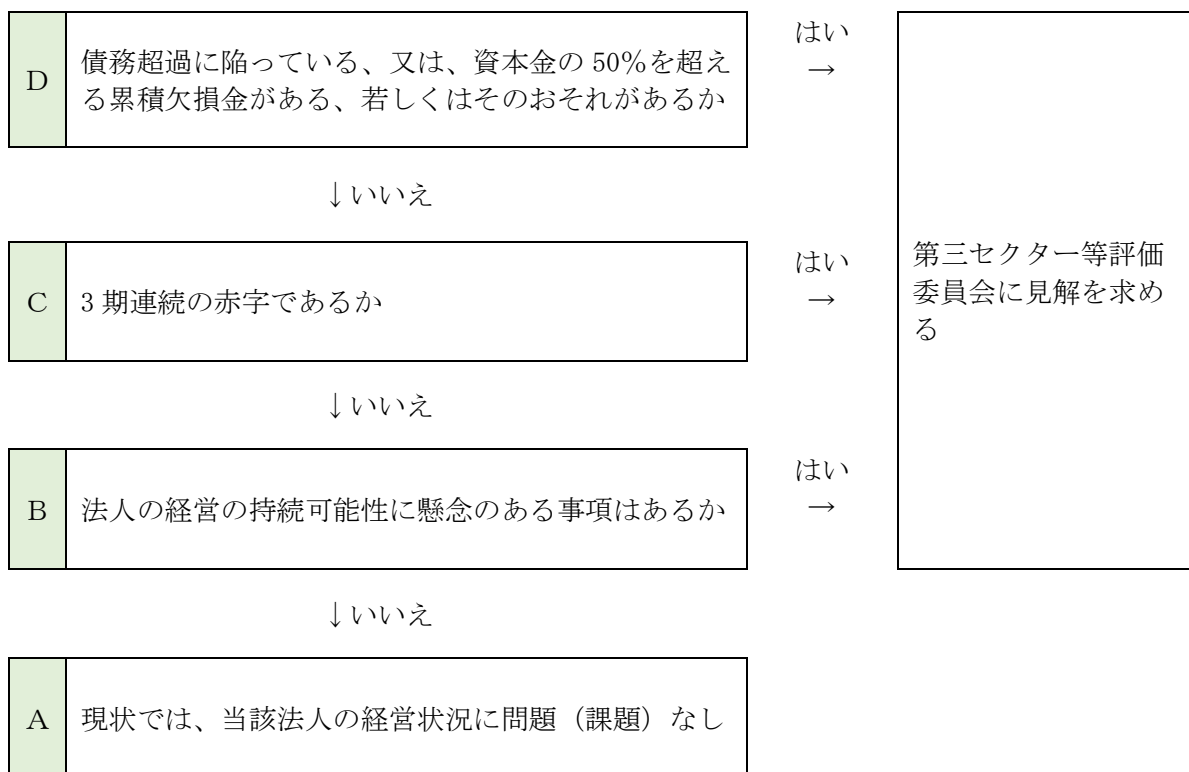 D
債務超過に陥っている、又は、資本金の 50％を超え
る累積欠損金がある、若しくはそのおそれがあるか
はい
→
↓いいえ
C
3 期連続の赤字であるか
はい
→
第三セクター等評価
委員会に見解を求め
る
↓いいえ
B
法人の経営の持続可能性に懸念のある事項はあるか
はい
→
↓いいえ
A
現状では、当該法人の経営状況に問題（課題）なし